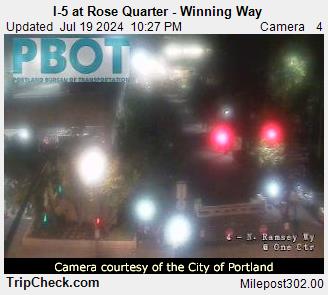 I-5 at Rose Quarter - Winning Way
Updated Jul 19 2024 10:27 PM Camera 4
PBOT
PORTLAND BUREAU OF TRANSPORTATION
4 - N. Ramsey Wy
@ One Ctr
Camera courtesy of the City of Portland
TripCheck.com Milepost302.00